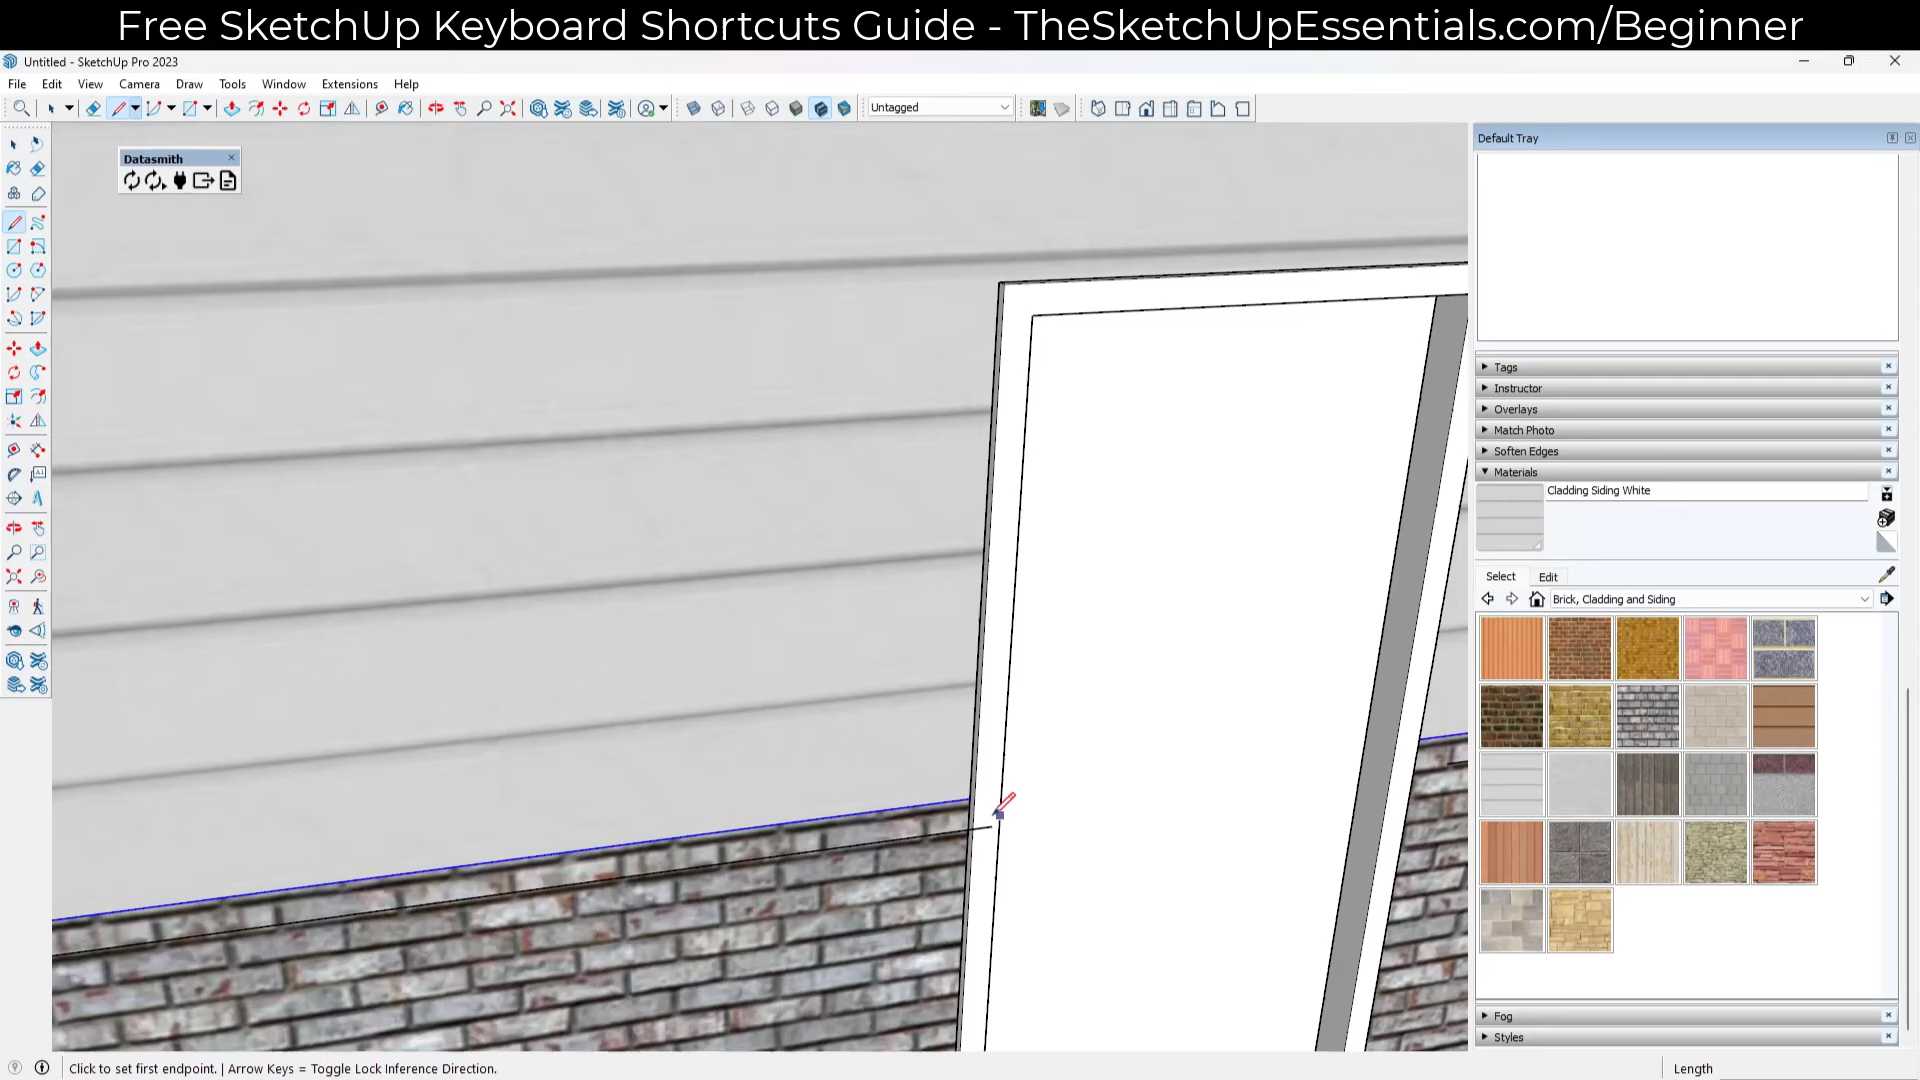 Free SketchUp Keyboard Shortcuts Guide - TheSketchUpEssentials.com/Beginner
Untitled - SketchUp Pro 2023
File Edit View Camera Draw Tools Window Extensions Help
Untagged
Default Tray
Datasmith
Tags
Instructor
Overlays
Match Photo
Soften Edges
Materials
Cladding Siding White
Select Edit
Brick, Cladding and Siding
Fog
Styles
Click to set first endpoint. | Arrow Keys = Toggle Lock Inference Direction.
Length